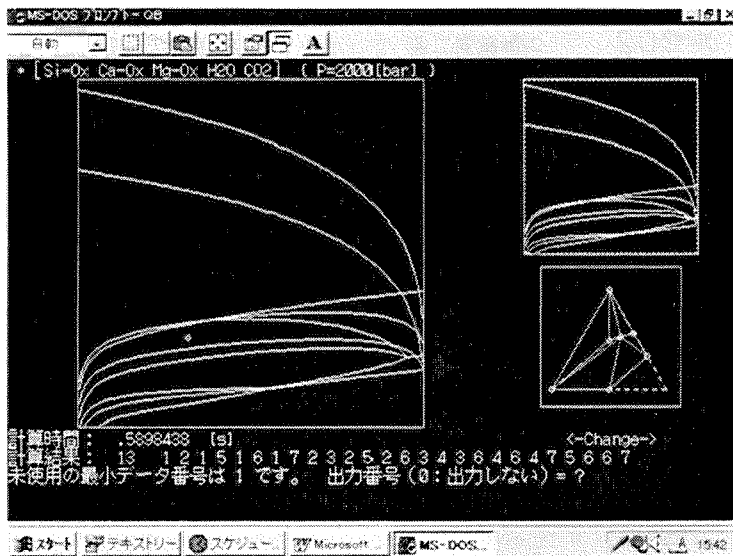 MS-DOS プロンプト - QB
自動
A
* [Si-Ox Ca-Ox Mg-Ox H2O CO2] ( P=2000[bar] )
計算時間 : .5898438 [s]
<-Change->
計算結果 : 13 1 2 1 5 1 6 1 7 2 3 2 5 2 6 3 4 3 6 4 6 4 7 5 6 6 7
未使用の最小データ番号は 1 です。 出力番号 (0 : 出力しない) = ?
スタート テキストリー... スケジュー... Microsoft ... MS-DOS... A 15:42